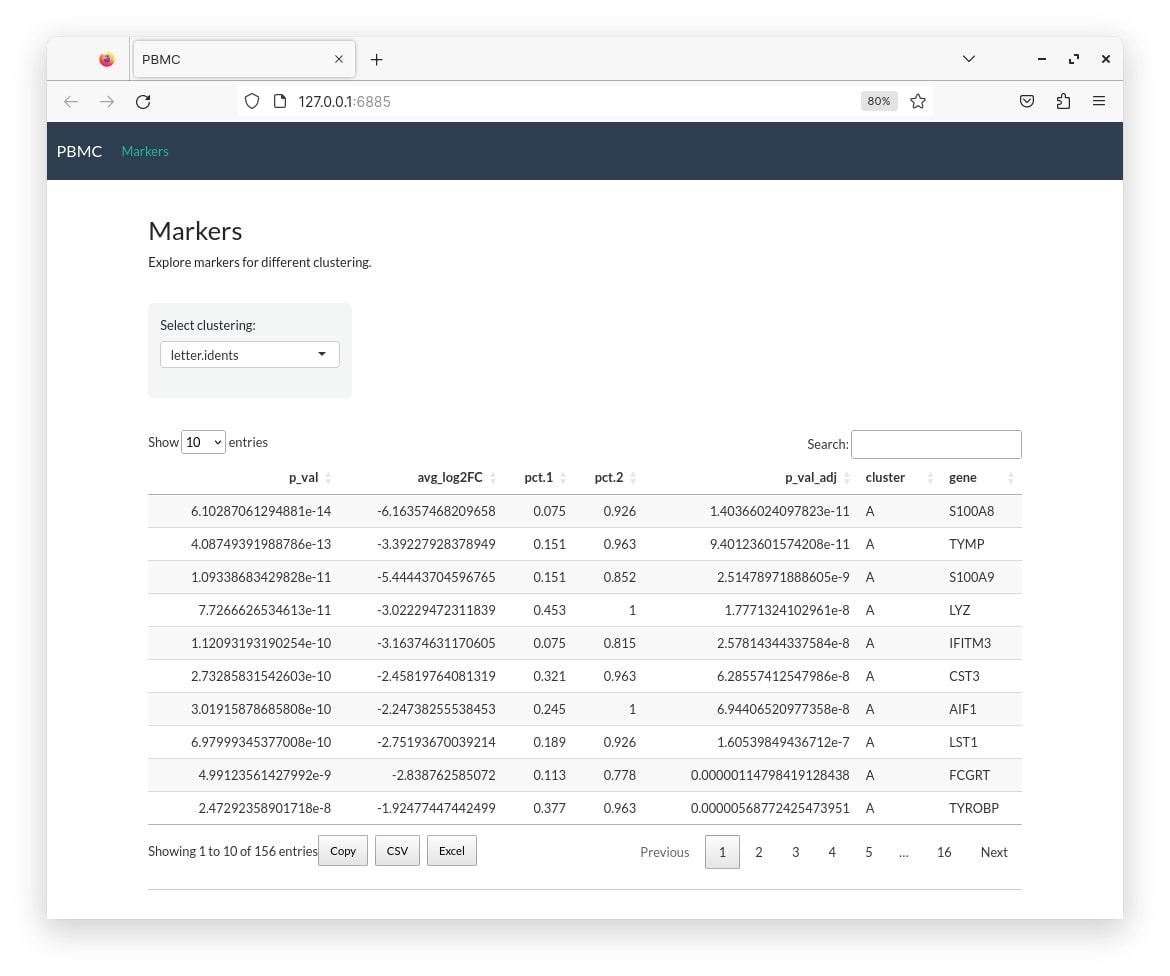 PBMC
127.0.0.1:6885 80%
PBMC Markers
Markers
Explore markers for different clustering.
Select clustering:
letter.idents
Show 10 entries Search:
p_val avg_log2FC pct.1 pct.2 p_val_adj cluster gene
6.10287061294881e-14 -6.16357468209658 0.075 0.926 1.40366024097823e-11 A S100A8
4.08749391988786e-13 -3.39227928378949 0.151 0.963 9.40123601574208e-11 A TYMP
1.09338683429828e-11 -5.44443704596765 0.151 0.852 2.51478971888605e-9 A S100A9
7.7266626534613e-11 -3.02229472311839 0.453 1 1.7771324102961e-8 A LYZ
1.12093193190254e-10 -3.16374631170605 0.075 0.815 2.57814344337584e-8 A IFITM3
2.73285831542603e-10 -2.45819764081319 0.321 0.963 6.28557412547986e-8 A CST3
3.01915878685808e-10 -2.24738255538453 0.245 1 6.94406520977358e-8 A AIF1
6.97999345377008e-10 -2.75193670039214 0.189 0.926 1.60539849436712e-7 A LST1
4.99123561427992e-9 -2.838762585072 0.113 0.778 0.00000114798419128438 A FCGRT
2.47292358901718e-8 -1.92477447442499 0.377 0.963 0.00000568772425473951 A TYROBP
Showing 1 to 10 of 156 entries Copy CSV Excel Previous 1 2 3 4 5 … 16 Next